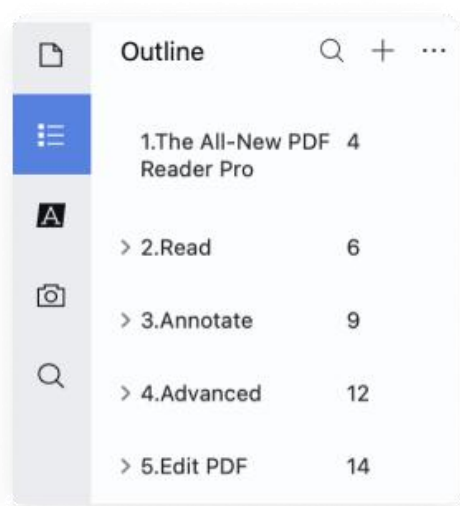 Outline
1.The All-New PDF 4
Reader Pro
2.Read 6
A
3.Annotate 9
4.Advanced 12
5.Edit PDF 14